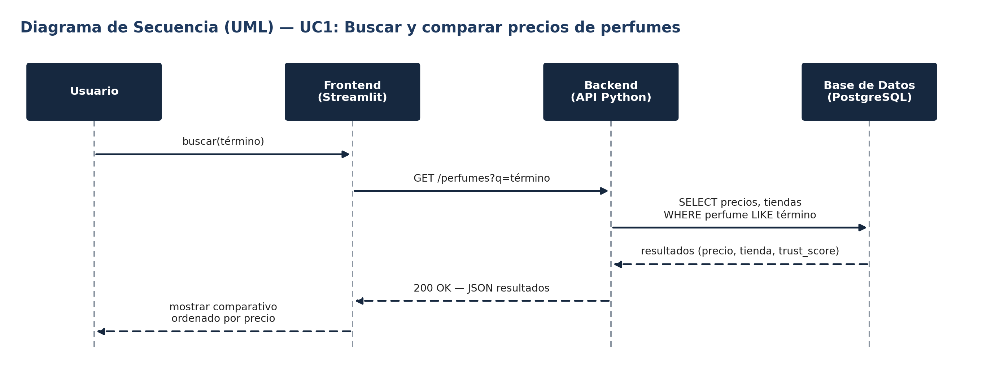 Diagrama de Secuencia (UML) — UC1: Buscar y comparar precios de perfumes
Usuario
Frontend
(Streamlit)
Backend
(API Python)
Base de Datos
(PostgreSQL)
buscar(término)
GET /perfumes?q=término
SELECT precios, tiendas
WHERE perfume LIKE término
resultados (precio, tienda, trust_score)
200 OK — JSON resultados
mostrar comparativo
ordenado por precio